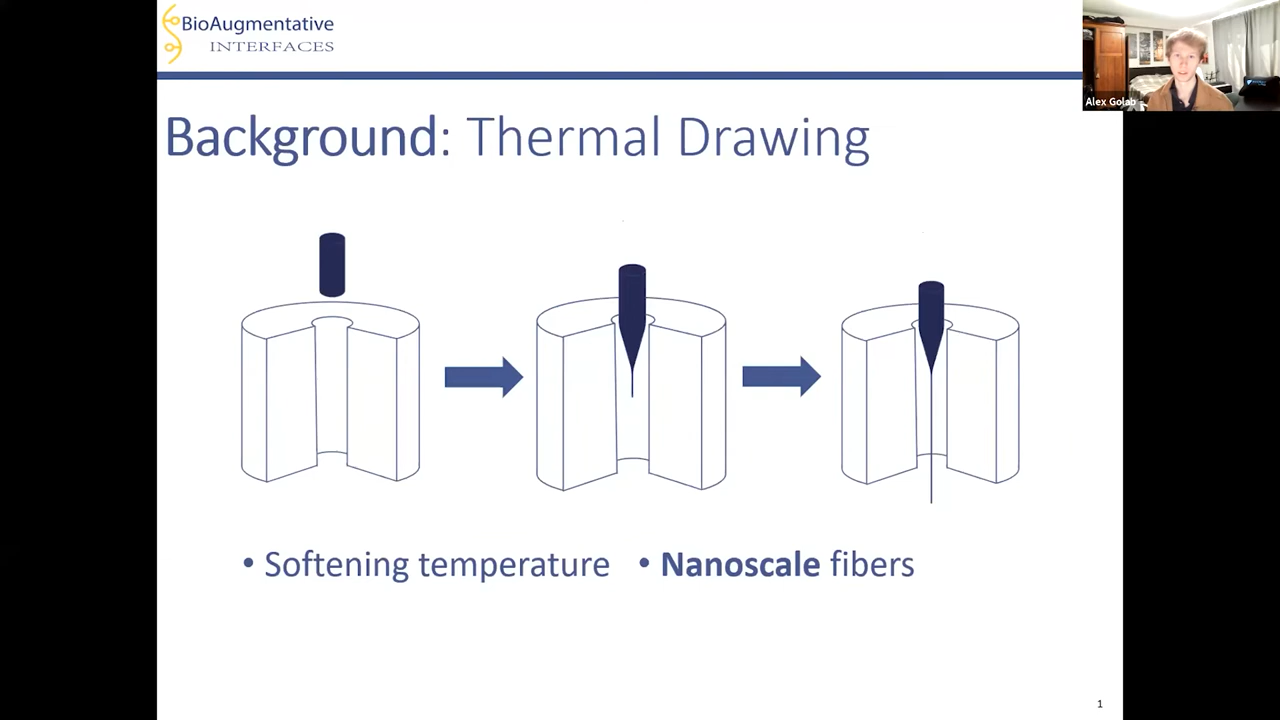 BioAugmentative
INTERFACES
Alex Golab
Background: Thermal Drawing
• Softening temperature • Nanoscale fibers
1